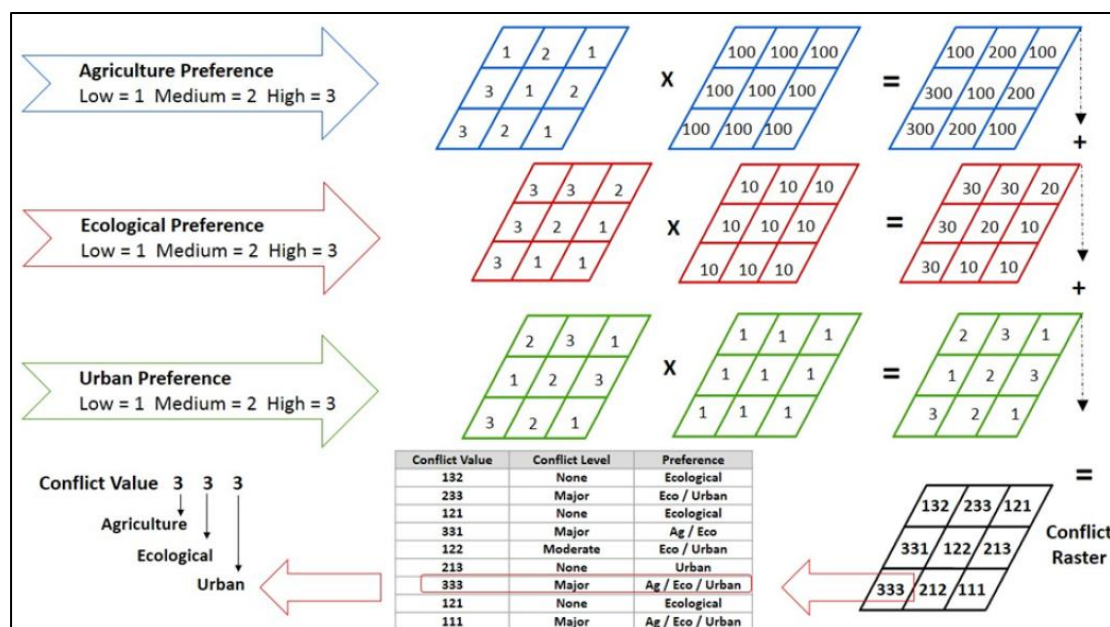 Agriculture Preference
Low = 1 Medium = 2 High = 3
1 2 1
3 1 2
3 2 1
X
100 100 100
100 100 100
100 100 100
=
100 200 100
300 100 200
300 200 100
+
Ecological Preference
Low = 1 Medium = 2 High = 3
3 3 2
3 2 1
3 1 1
X
10 10 10
10 10 10
10 10 10
=
30 30 20
30 20 10
30 10 10
+
Urban Preference
Low = 1 Medium = 2 High = 3
2 3 1
1 2 3
3 2 1
X
1 1 1
1 1 1
1 1 1
=
2 3 1
1 2 3
3 2 1
=
Conflict Value 3 3 3
Agriculture
Ecological
Urban
Conflict Value Conflict Level Preference
132 None Ecological
233 Major Eco / Urban
121 None Ecological
331 Major Ag / Eco
122 Moderate Eco / Urban
213 None Urban
333 Major Ag / Eco / Urban
121 None Ecological
111 Major Ag / Eco / Urban
132 233 121
331 122 213
333 212 111
Conflict
Raster